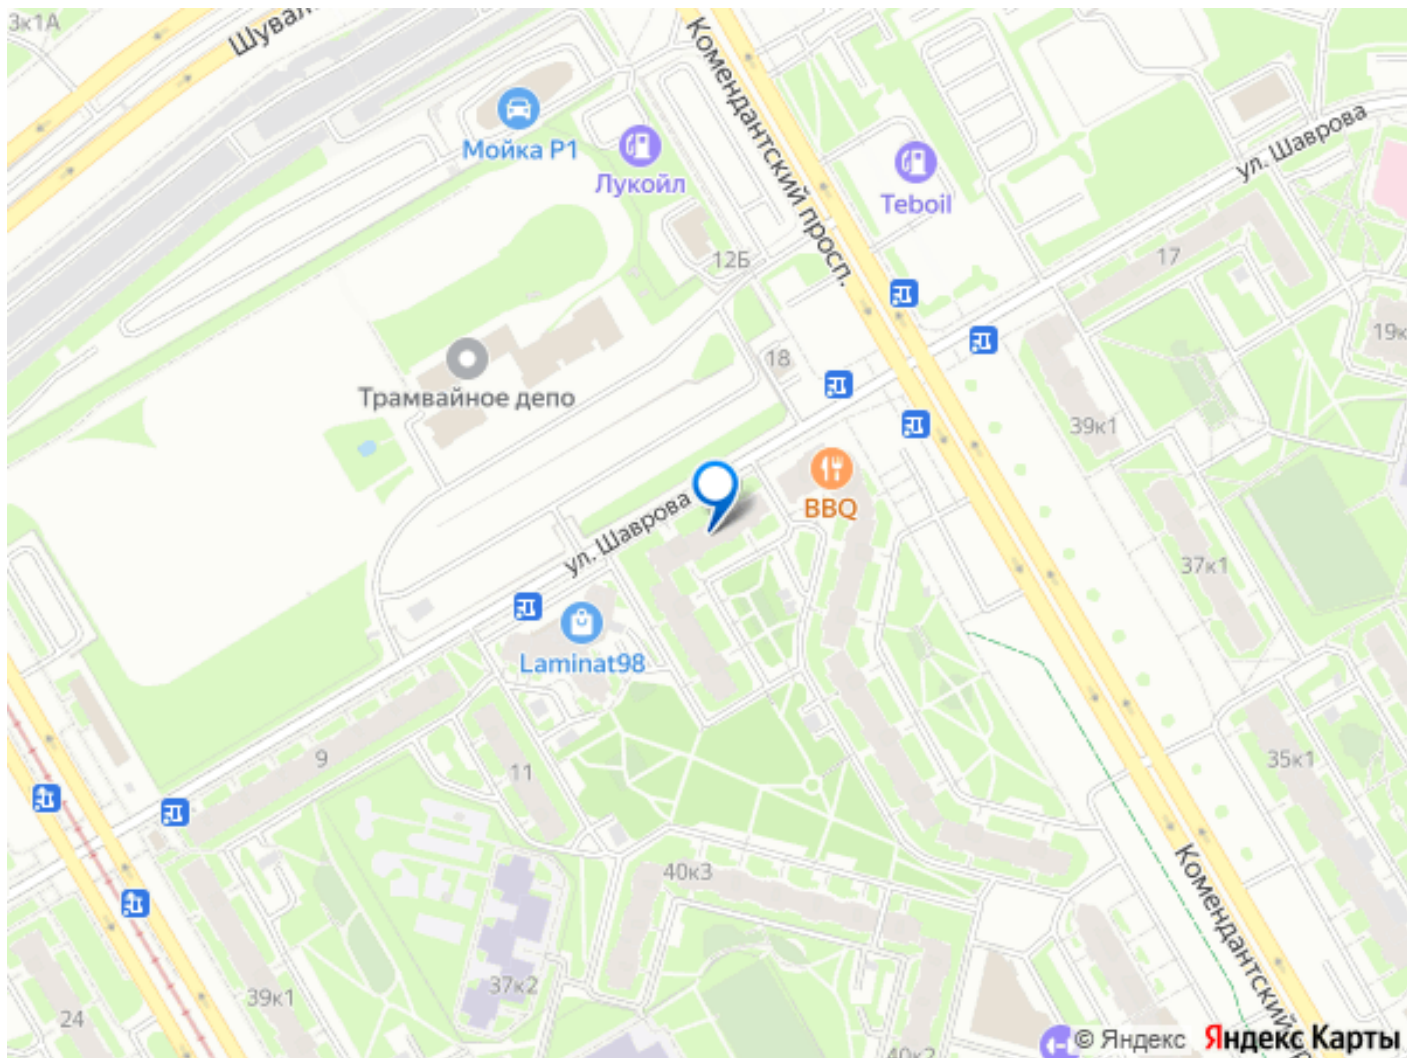 3к1А
Шувал
Комендантский просп.
Мойка Р1
Лукойл
Teboil
ул. Шаврова
12Б
17
19к
18
Трамвайное депо
39к1
BBQ
ул. Шаврова
37к1
Laminat98
9
11
35к1
40к3
Комендантский
37к2
39к1
24
40к2
© Яндекс Яндекс Карты